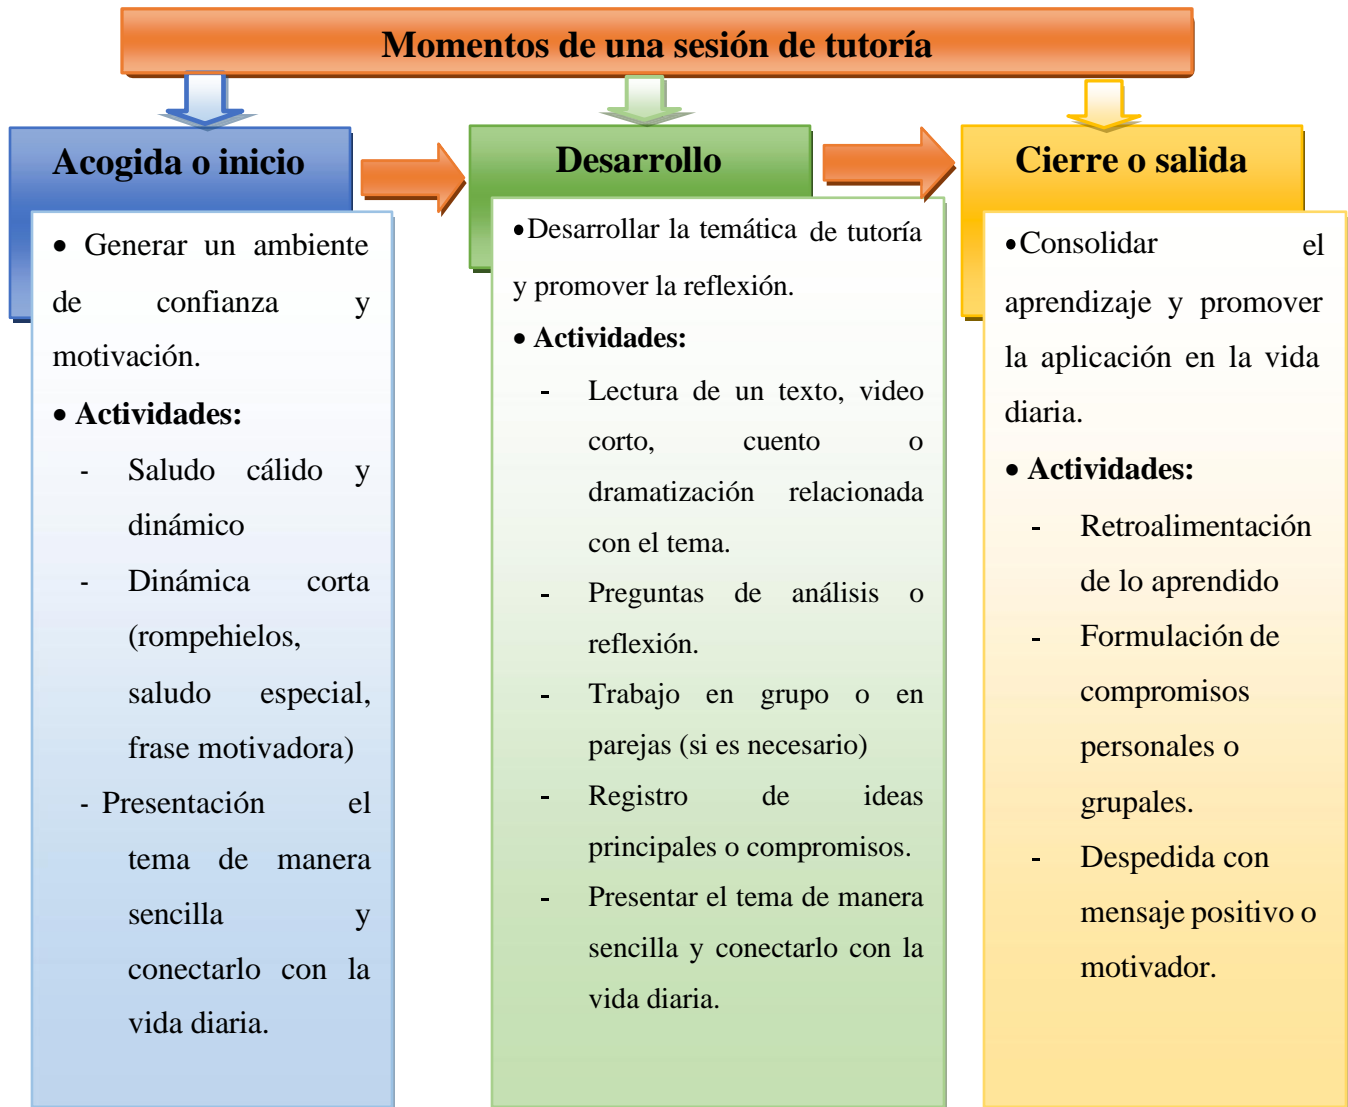 Momentos de una sesión de tutoría
Acogida o inicio
• Generar un ambiente
de confianza y
motivación.
• Actividades:
- Saludo cálido y
dinámico
- Dinámica corta
(rompehielos,
saludo especial,
frase motivadora)
- Presentación el
tema de manera
sencilla y
conectarlo con la
vida diaria.
Desarrollo
•Desarrollar la temática de tutoría
y promover la reflexión.
• Actividades:
- Lectura de un texto, video
corto, cuento o
dramatización relacionada
con el tema.
- Preguntas de análisis o
reflexión.
- Trabajo en grupo o en
parejas (si es necesario)
- Registro de ideas
principales o compromisos.
- Presentar el tema de manera
sencilla y conectarlo con la
vida diaria.
Cierre o salida
•Consolidar el
aprendizaje y promover
la aplicación en la vida
diaria.
• Actividades:
- Retroalimentación
de lo aprendido
- Formulación de
compromisos
personales o
grupales.
- Despedida con
mensaje positivo o
motivador.